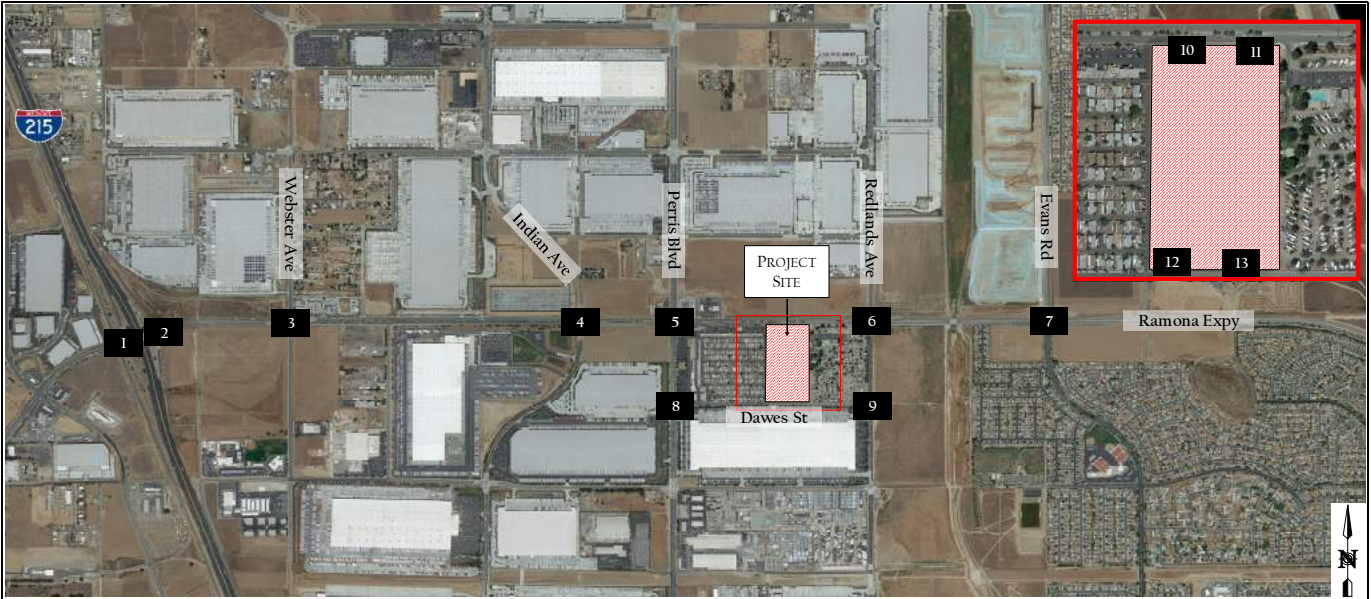 10
11
215
Webster Ave
Indian Ave
Perris Blvd
Redlands Ave
Evans Rd
PROJECT
SITE
12
13
1
2
3
4
5
6
7
Ramona Expy
8
9
Dawes St
N